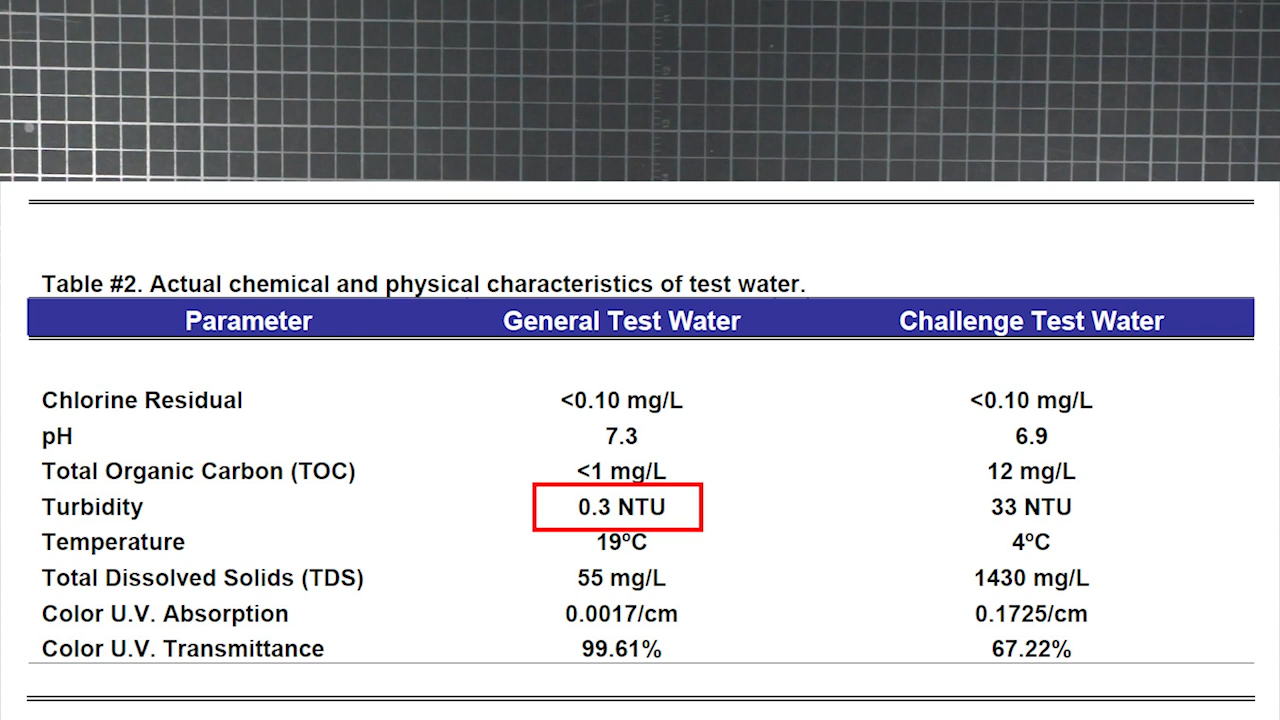 Table #2. Actual chemical and physical characteristics of test water.
Parameter General Test Water Challenge Test Water
Chlorine Residual <0.10 mg/L <0.10 mg/L
pH 7.3 6.9
Total Organic Carbon (TOC) <1 mg/L 12 mg/L
Turbidity 0.3 NTU 33 NTU
Temperature 19ºC 4ºC
Total Dissolved Solids (TDS) 55 mg/L 1430 mg/L
Color U.V. Absorption 0.0017/cm 0.1725/cm
Color U.V. Transmittance 99.61% 67.22%